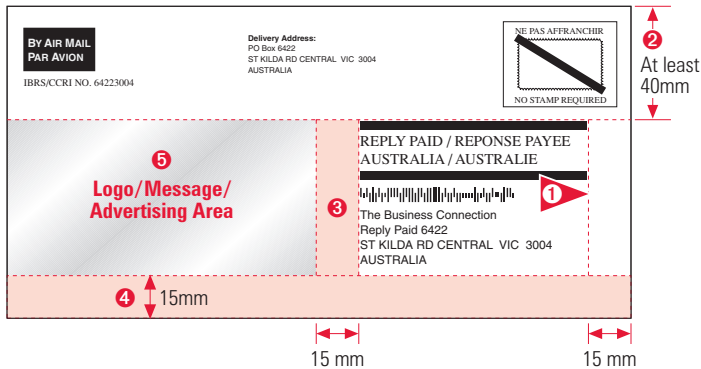 BY AIR MAIL
PAR AVION
IBRS/CCRI NO. 64223004
Delivery Address:
PO Box 6422
ST KILDA RD CENTRAL VIC 3004
AUSTRALIA
NE PAS AFFRANCHIR
NO STAMP REQUIRED
2
At least
40mm
REPLY PAID / REPONSE PAYEE
AUSTRALIA / AUSTRALIE
5
Logo/Message/
Advertising Area
3
1
The Business Connection
Reply Paid 6422
ST KILDA RD CENTRAL VIC 3004
AUSTRALIA
4
15mm
15 mm
15 mm